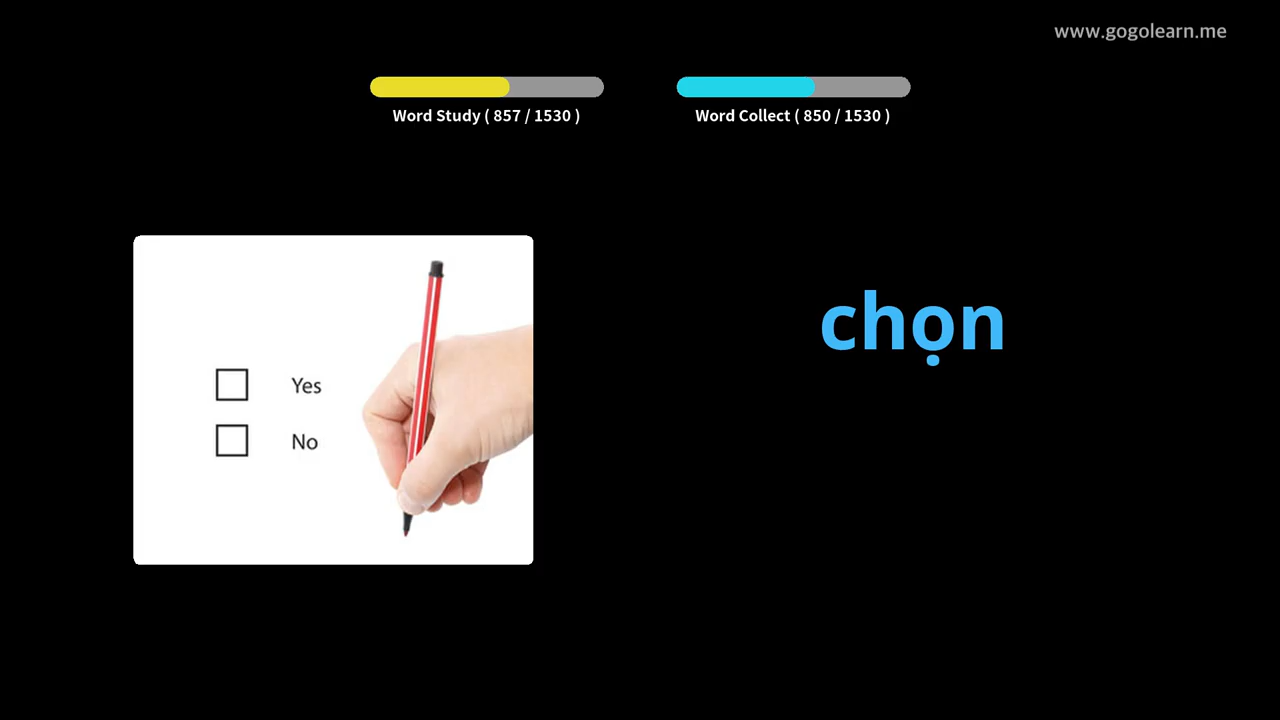 www.gogolearn.me
Word Study ( 857 / 1530 )
Word Collect ( 850 / 1530 )
chọn
Yes
No